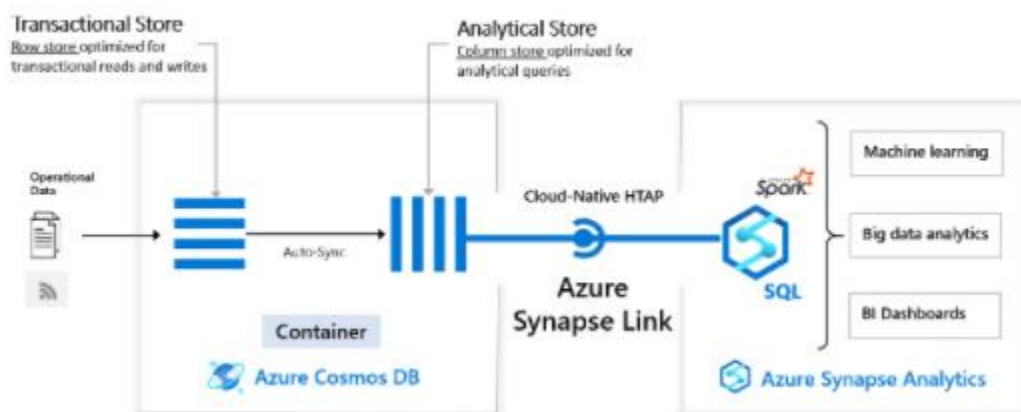 Transactional Store
Row store optimized for
transactional reads and writes
Analytical Store
Column store optimized for
analytical queries
Operational
Data
Auto-Sync
Container
Azure Cosmos DB
Cloud-Native HTAP
Azure
Synapse Link
Spark
SQL
Machine learning
Big data analytics
BI Dashboards
Azure Synapse Analytics